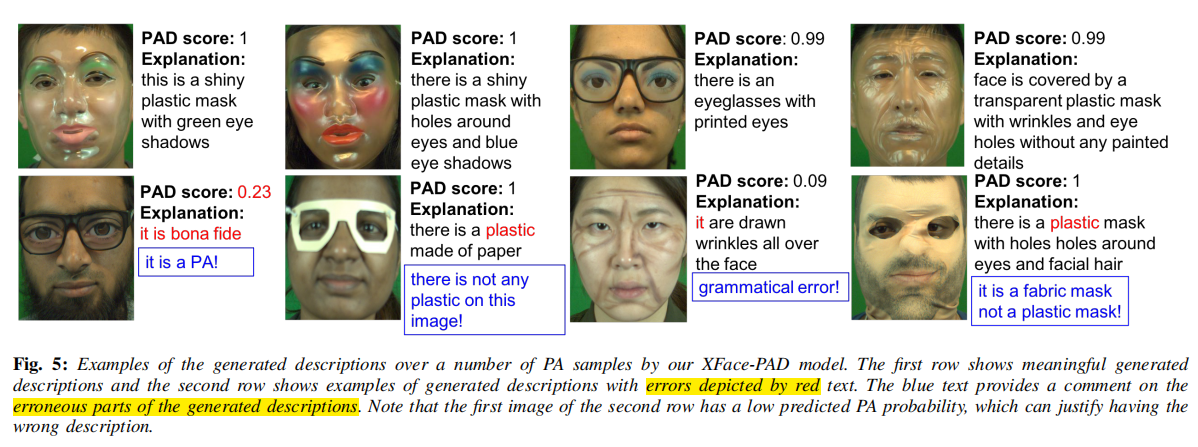 PAD score: 1
Explanation:
this is a shiny
plastic mask
with green eye
shadows
PAD score: 1
Explanation:
there is a shiny
plastic mask with
holes around
eyes and blue
eye shadows
PAD score: 0.99
Explanation:
there is an
eyeglasses with
printed eyes
PAD score: 0.99
Explanation:
face is covered by a
transparent plastic mask
with wrinkles and eye
holes without any painted
details
PAD score: 0.23
Explanation:
it is bona fide
it is a PA!
PAD score: 1
Explanation:
there is a plastic
made of paper
there is not any
plastic on this
image!
PAD score: 0.09
Explanation:
it are drawn
wrinkles all over
the face
grammatical error!
PAD score: 1
Explanation:
there is a plastic mask
with holes holes around
eyes and facial hair
it is a fabric mask
not a plastic mask!
Fig. 5: Examples of the generated descriptions over a number of PA samples by our XFace-PAD model. The first row shows meaningful generated
descriptions and the second row shows examples of generated descriptions with errors depicted by red text. The blue text provides a comment on the
erroneous parts of the generated descriptions. Note that the first image of the second row has a low predicted PA probability, which can justify having the
wrong description.